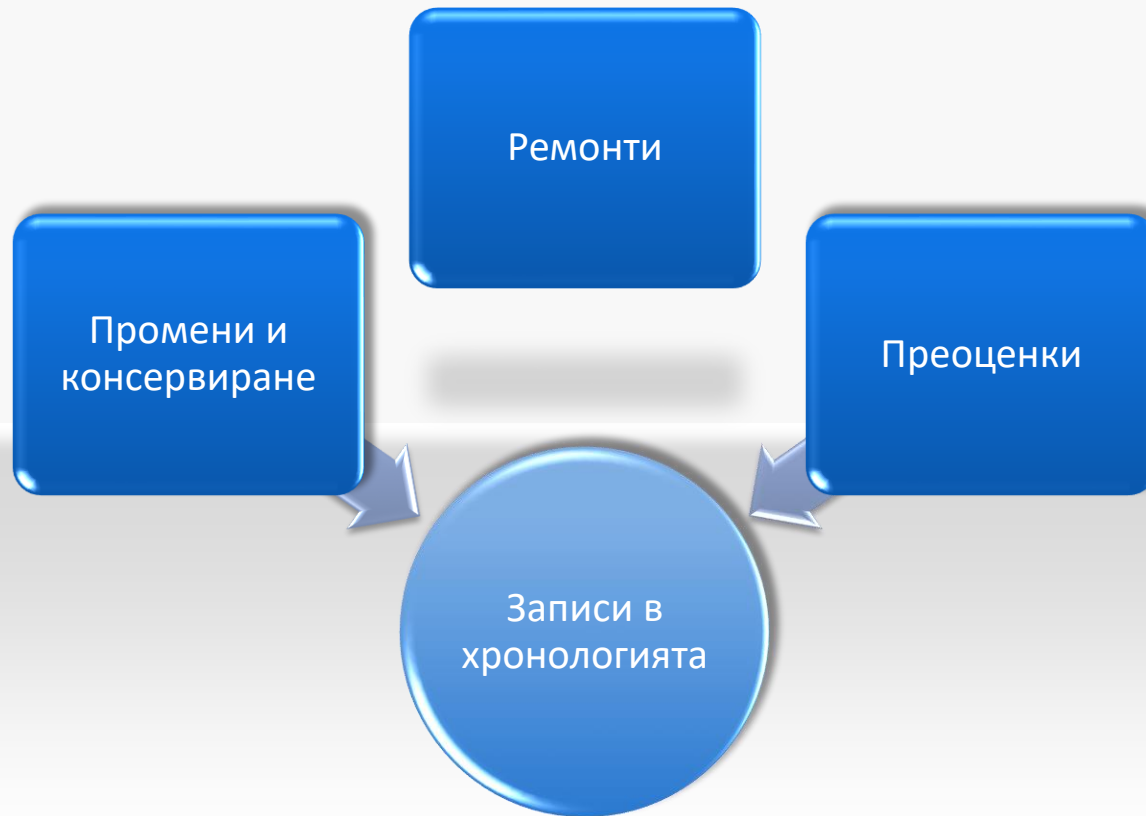 Ремонти
Промени и
консервиране
Преоценки
Записи в
хронологията